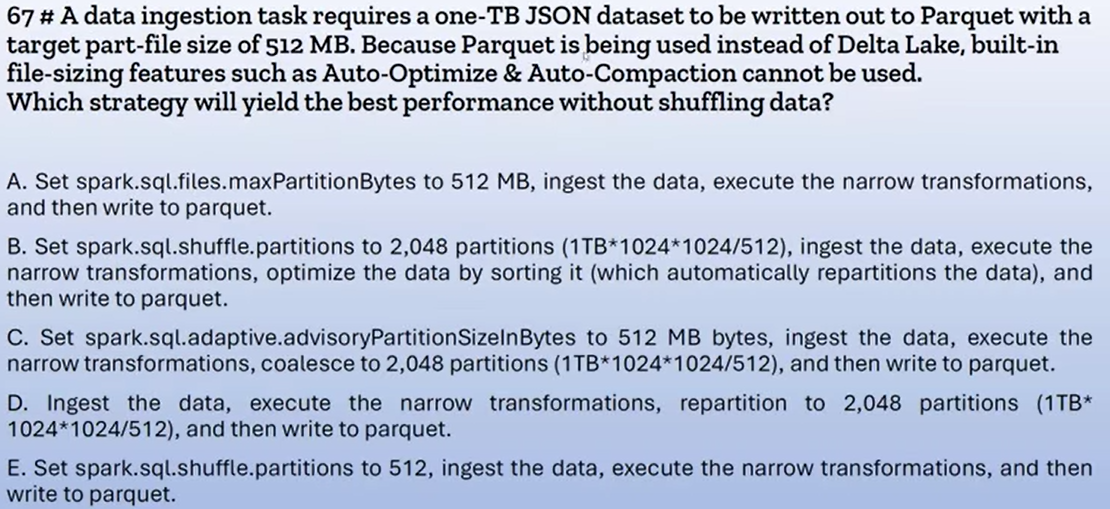 67 # A data ingestion task requires a one-TB JSON dataset to be written out to Parquet with a
target part-file size of 512 MB. Because Parquet is being used instead of Delta Lake, built-in
file-sizing features such as Auto-Optimize & Auto-Compaction cannot be used.
Which strategy will yield the best performance without shuffling data?
A. Set spark.sql.files.maxPartitionBytes to 512 MB, ingest the data, execute the narrow transformations,
and then write to parquet.
B. Set spark.sql.shuffle.partitions to 2,048 partitions (1TB*1024*1024/512), ingest the data, execute the
narrow transformations, optimize the data by sorting it (which automatically repartitions the data), and
then write to parquet.
C. Set spark.sql.adaptive.advisoryPartitionSizeInBytes to 512 MB bytes, ingest the data, execute the
narrow transformations, coalesce to 2,048 partitions (1TB*1024*1024/512), and then write to parquet.
D. Ingest the data, execute the narrow transformations, repartition to 2,048 partitions (1TB*
1024*1024/512), and then write to parquet.
E. Set spark.sql.shuffle.partitions to 512, ingest the data, execute the narrow transformations, and then
write to parquet.